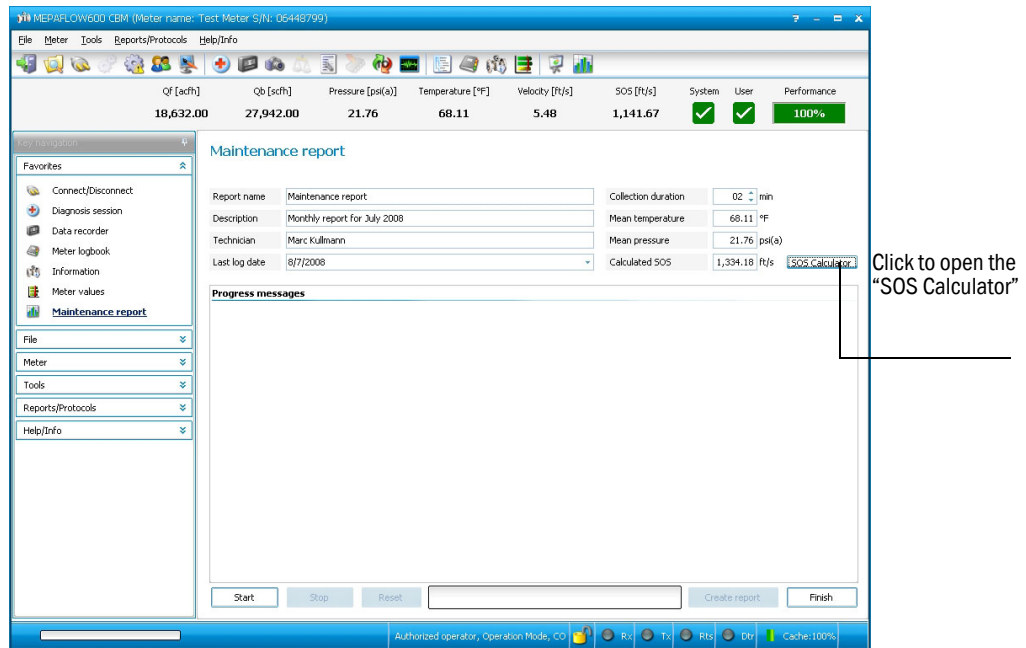 MEPAFLOW600 CBM (Meter name: Test Meter S/N: 06448799)
File Meter Tools Reports/Protocols Help/Info
Qf [acfh] Qb [scfh] Pressure [psi(a)] Temperature [°F] Velocity [ft/s] SOS [ft/s] System User Performance
18,632.00 27,942.00 21.76 68.11 5.48 1,141.67 100%
Key navigation
Favorites
Connect/Disconnect
Diagnosis session
Data recorder
Meter logbook
Information
Meter values
Maintenance report
File
Meter
Tools
Reports/Protocols
Help/Info
Maintenance report
Report name Maintenance report Collection duration 02 min
Description Monthly report for July 2008 Mean temperature 68.11 °F
Technician Marc Kullmann Mean pressure 21.76 psi(a)
Last log date 8/7/2008 Calculated SOS 1,334.18 ft/s SOS Calculator
Progress messages
Start Stop Reset Create report Finish
Authorized operator, Operation Mode, CO Rx Tx Rts Dtr Cache:100%
Click to open the
“SOS Calculator”